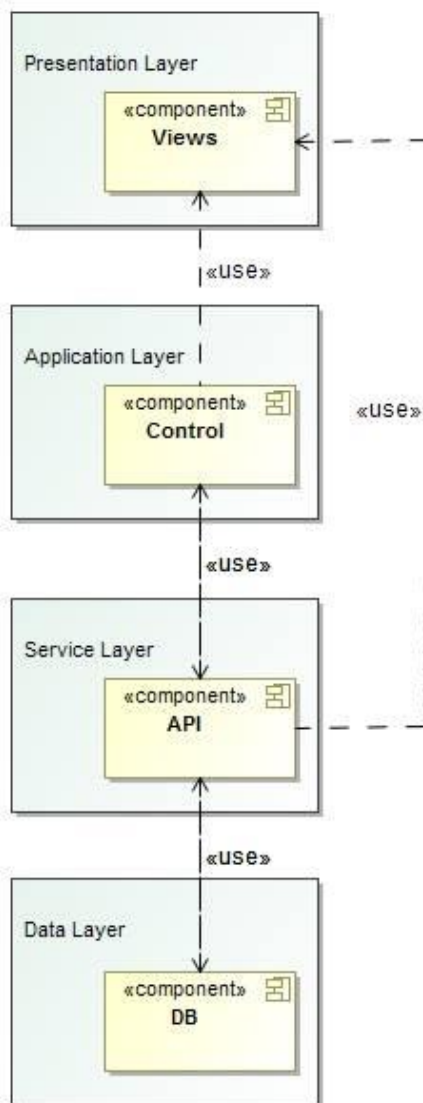 Presentation Layer
«component»
Views
«use»
Application Layer
«component»
Control
«use»
«use»
Service Layer
«component»
API
«use»
Data Layer
«component»
DB